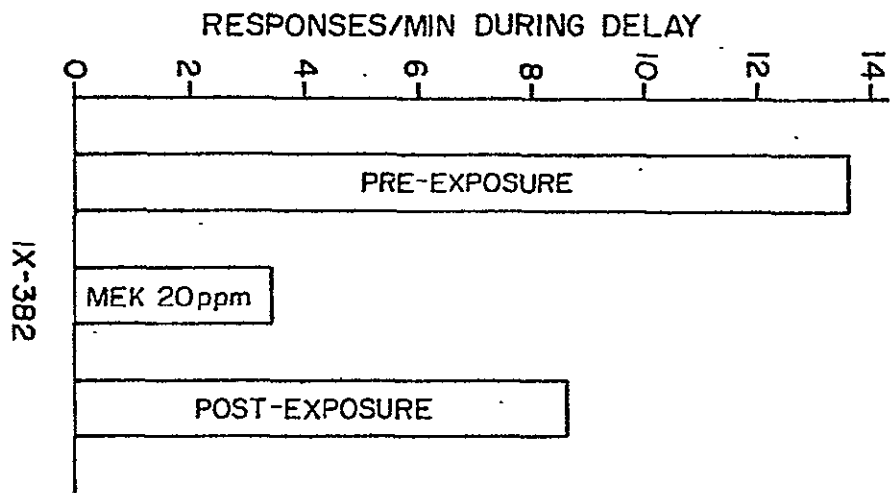 RESPONSES/MIN DURING DELAY
0 2 4 6 8 10 12 14
PRE-EXPOSURE
MEK 20ppm
POST-EXPOSURE
IX-382